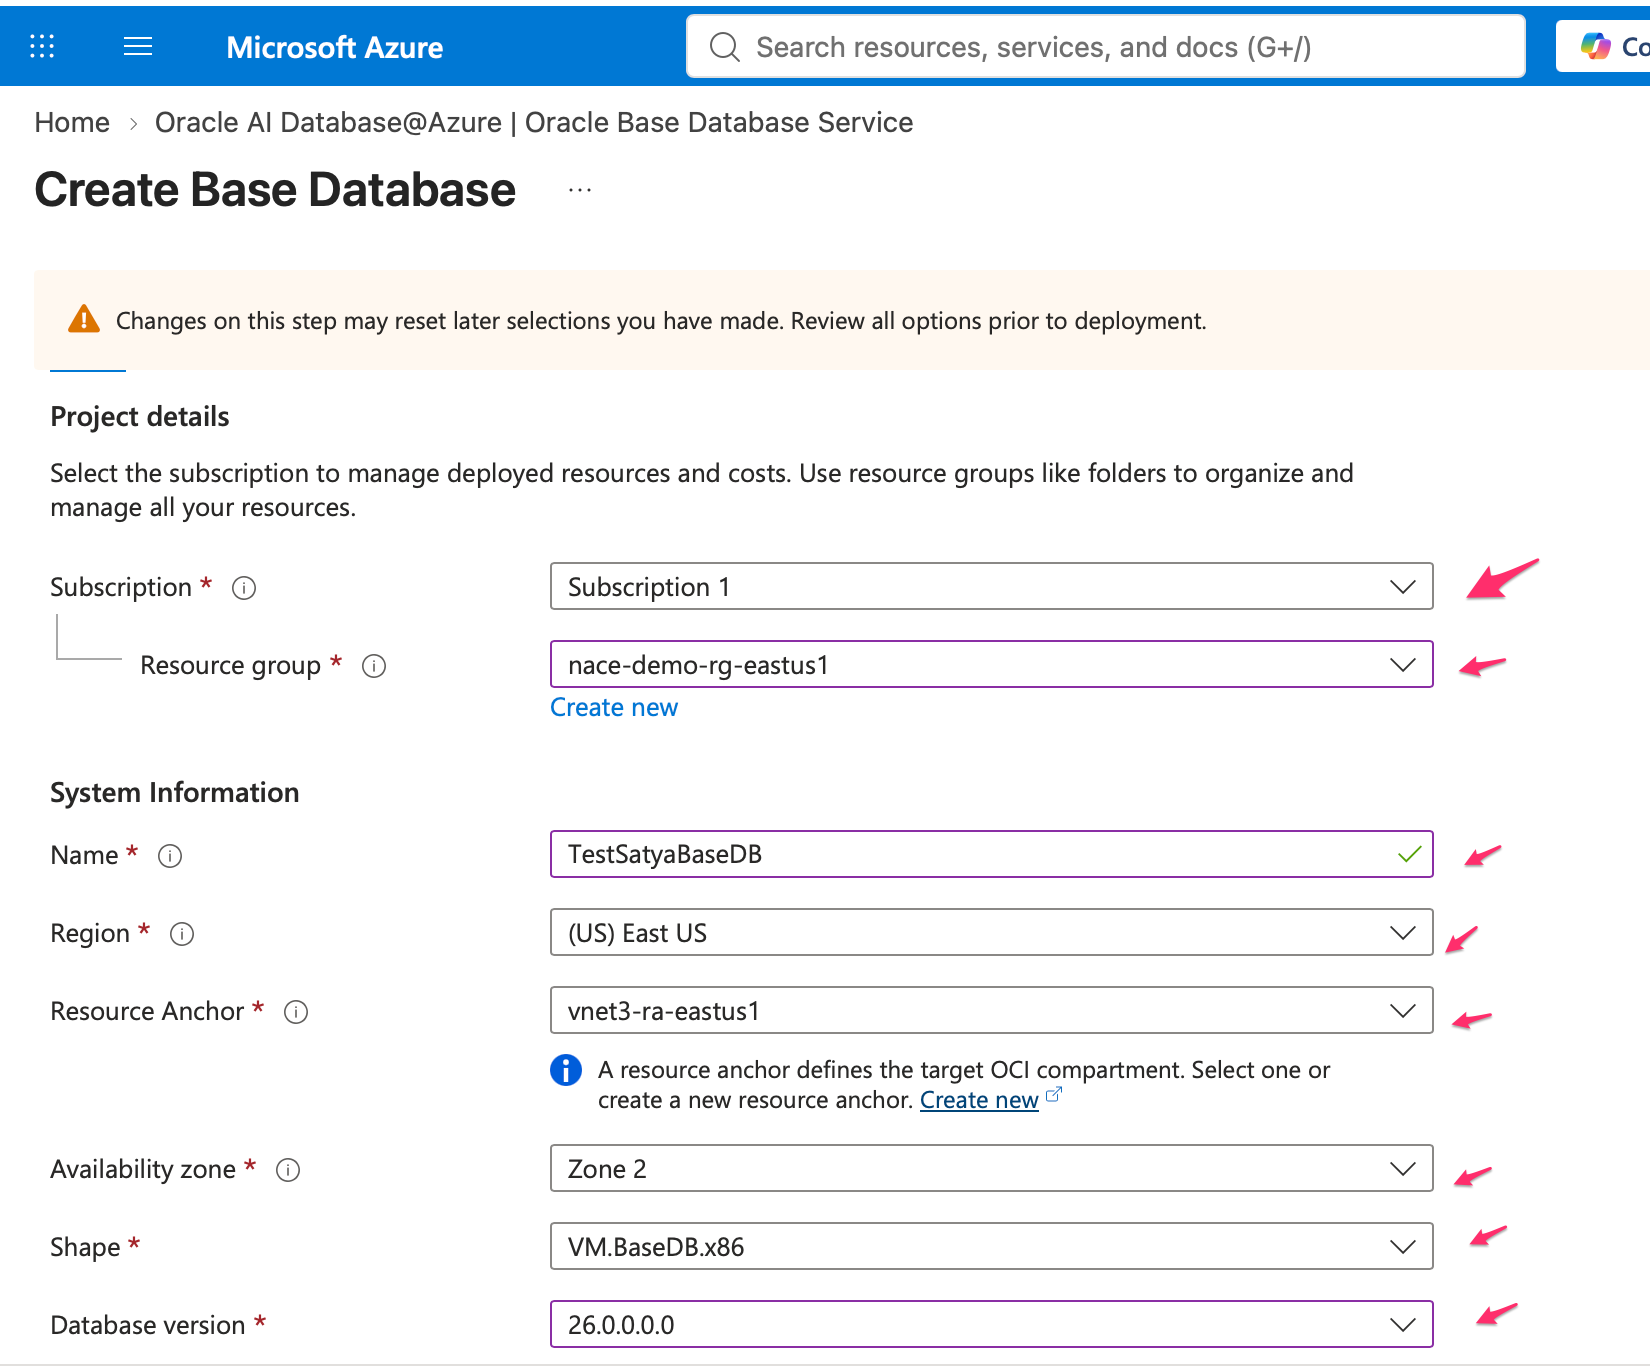 Microsoft Azure
Search resources, services, and docs (G+/)
Home > Oracle AI Database@Azure | Oracle Base Database Service
Create Base Database ...
Changes on this step may reset later selections you have made. Review all options prior to deployment.
Project details
Select the subscription to manage deployed resources and costs. Use resource groups like folders to organize and
manage all your resources.
Subscription * Subscription 1
Resource group * nace-demo-rg-eastus1
Create new
System Information
Name * TestSatyaBaseDB
Region * (US) East US
Resource Anchor * vnet3-ra-eastus1
A resource anchor defines the target OCI compartment. Select one or
create a new resource anchor. Create new
Availability zone * Zone 2
Shape * VM.BaseDB.x86
Database version * 26.0.0.0.0